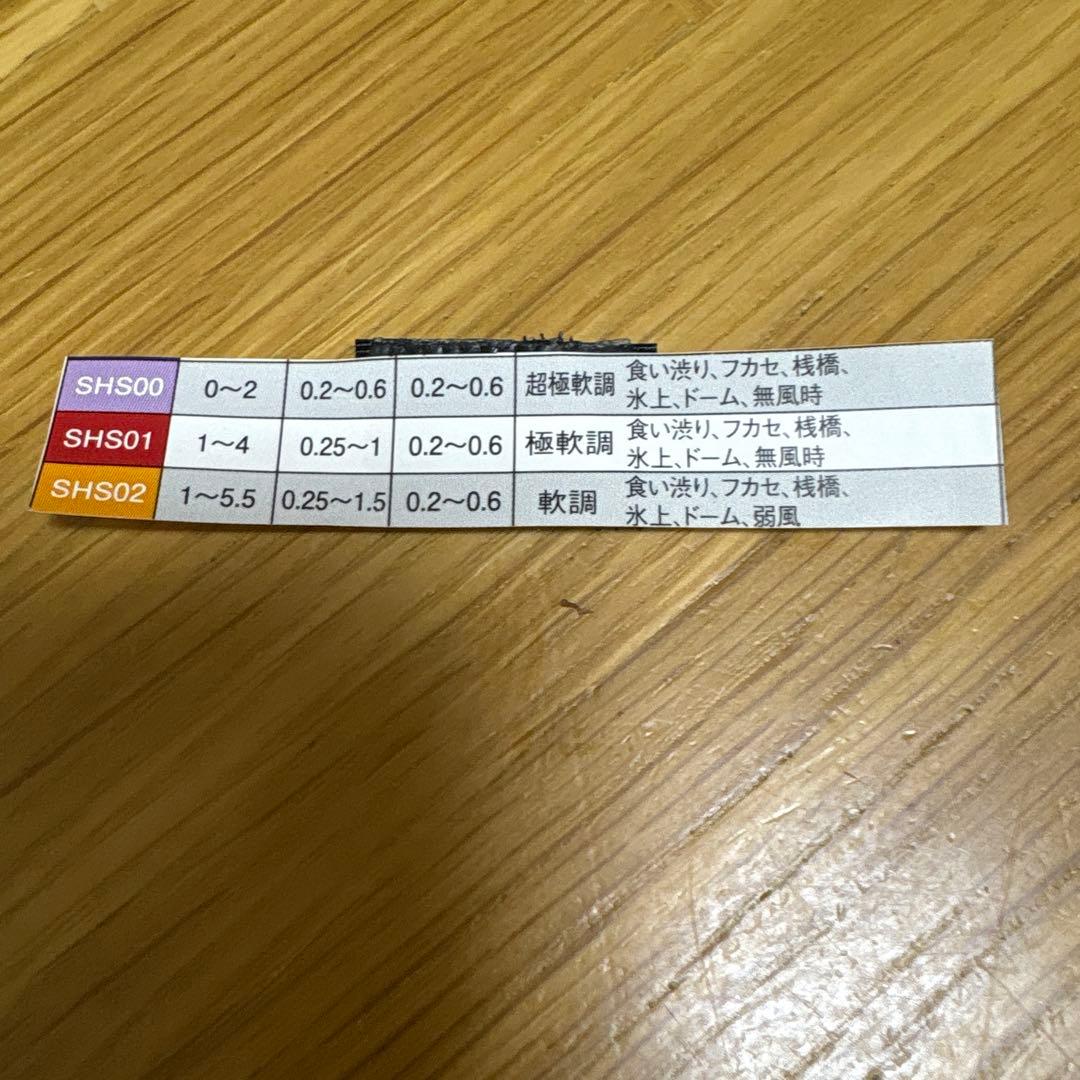 SHS00 0〜2 0.2〜0.6 0.2〜0.6 超極軟調 食い渋り、フカセ、桟橋、
氷上、ドーム、無風時
SHS01 1〜4 0.25〜1 0.2〜0.6 極軟調 食い渋り、フカセ、桟橋、
氷上、ドーム、無風時
SHS02 1〜5.5 0.25〜1.5 0.2〜0.6 軟調 食い渋り、フカセ、桟橋、
氷上、ドーム、弱風